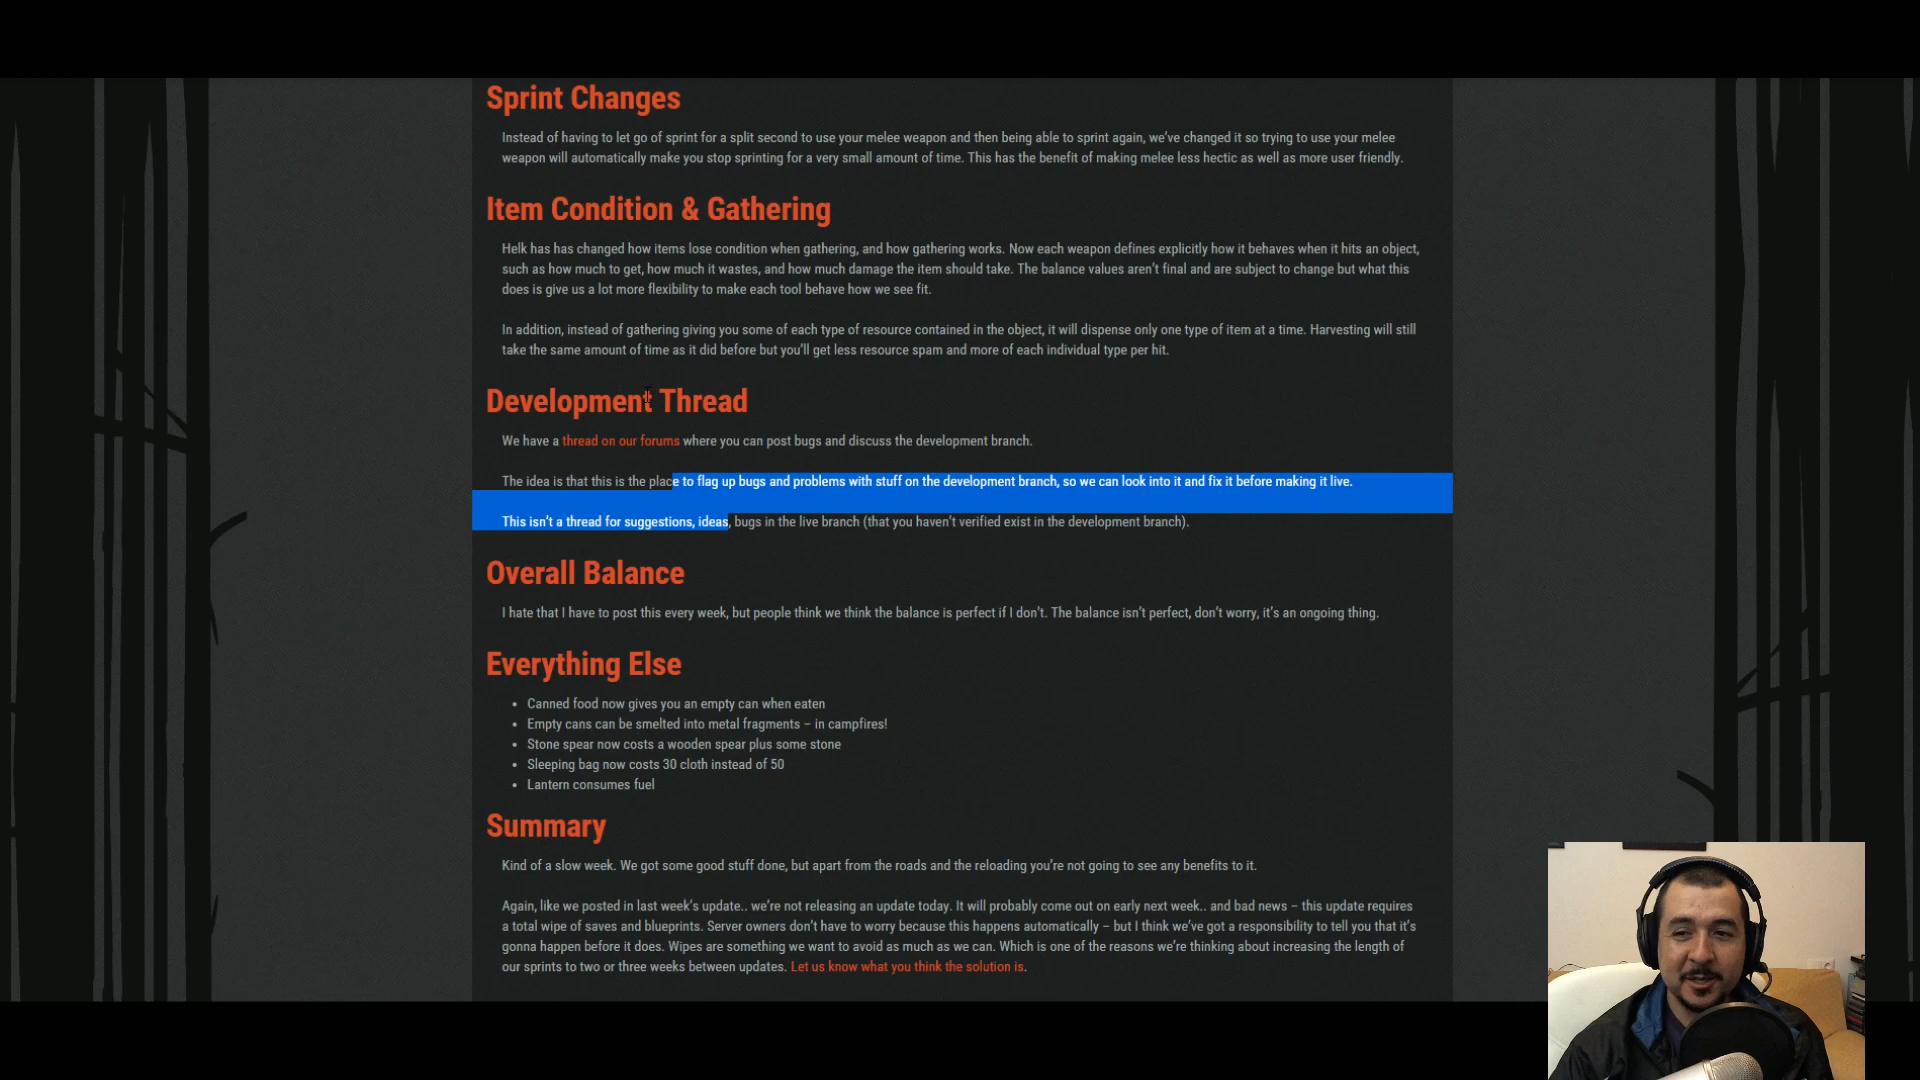 Sprint Changes
Instead of having to let go of sprint for a split second to use your melee weapon and then being able to sprint again, we’ve changed it so trying to use your melee
weapon will automatically make you stop sprinting for a very small amount of time. This has the benefit of making melee less hectic as well as more user friendly.
Item Condition & Gathering
Helk has has changed how items lose condition when gathering, and how gathering works. Now each weapon defines explicitly how it behaves when it hits an object,
such as how much to get, how much it wastes, and how much damage the item should take. The balance values aren’t final and are subject to change but what this
does is give us a lot more flexibility to make each tool behave how we see fit.
In addition, instead of gathering giving you some of each type of resource contained in the object, it will dispense only one type of item at a time. Harvesting will still
take the same amount of time as it did before but you’ll get less resource spam and more of each individual type per hit.
Development Thread
We have a thread on our forums where you can post bugs and discuss the development branch.
The idea is that this is the place to flag up bugs and problems with stuff on the development branch, so we can look into it and fix it before making it live.
This isn’t a thread for suggestions, ideas, bugs in the live branch (that you haven’t verified exist in the development branch).
Overall Balance
I hate that I have to post this every week, but people think we think the balance is perfect if I don’t. The balance isn’t perfect, don’t worry, it’s an ongoing thing.
Everything Else
• Canned food now gives you an empty can when eaten
• Empty cans can be smelted into metal fragments – in campfires!
• Stone spear now costs a wooden spear plus some stone
• Sleeping bag now costs 30 cloth instead of 50
• Lantern consumes fuel
Summary
Kind of a slow week. We got some good stuff done, but apart from the roads and the reloading you’re not going to see any benefits to it.
Again, like we posted in last week’s update.. we’re not releasing an update today. It will probably come out on early next week.. and bad news – this update requires
a total wipe of saves and blueprints. Server owners don’t have to worry because this happens automatically – but I think we’ve got a responsibility to tell you that it’s
gonna happen before it does. Wipes are something we want to avoid as much as we can. Which is one of the reasons we’re thinking about increasing the length of
our sprints to two or three weeks between updates. Let us know what you think the solution is.